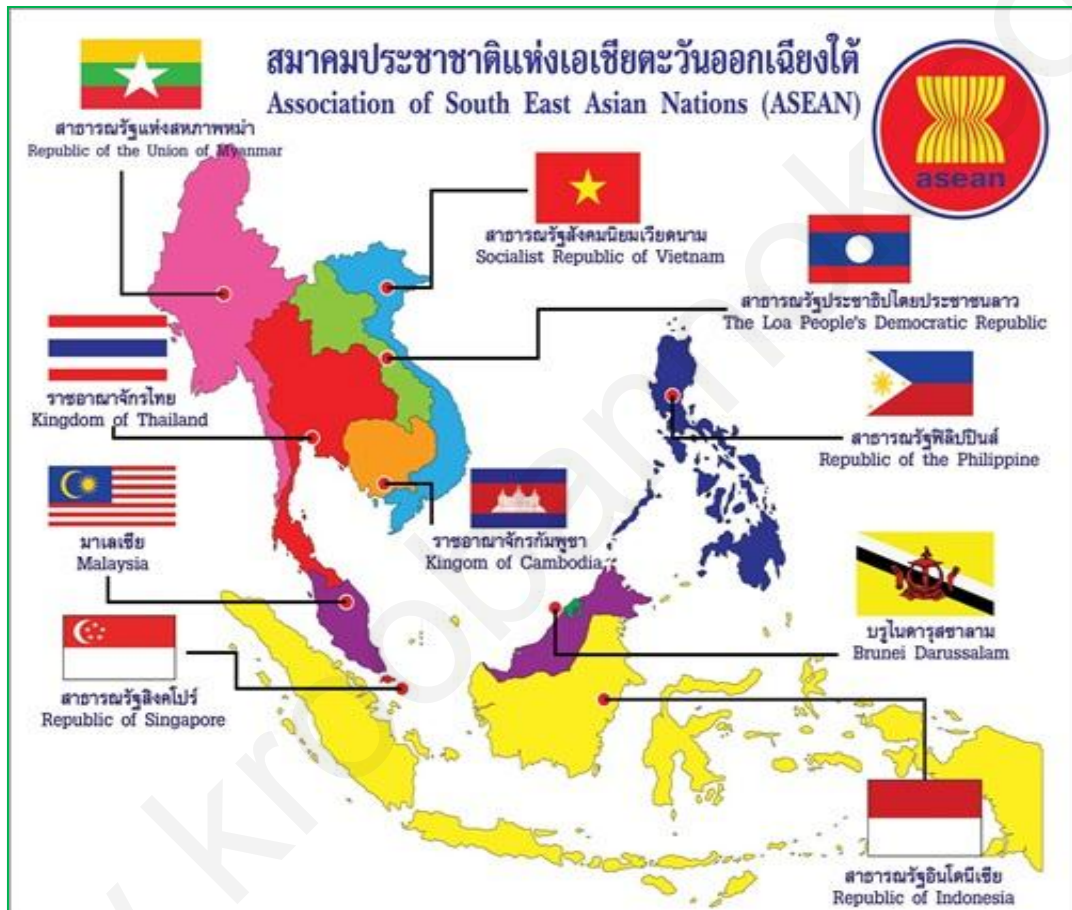 สมาคมประชาชาติแห่งเอเชียตะวันออกเฉียงใต้
Association of South East Asian Nations (ASEAN)
asean
สาธารณรัฐแห่งสหภาพพม่า
Republic of the Union of Myanmar
สาธารณรัฐสังคมนิยมเวียดนาม
Socialist Republic of Vietnam
สาธารณรัฐประชาธิปไตยประชาชนลาว
The Loa People's Democratic Republic
ราชอาณาจักรไทย
Kingdom of Thailand
สาธารณรัฐฟิลิปปินส์
Republic of the Philippine
มาเลเซีย
Malaysia
ราชอาณาจักรกัมพูชา
Kingom of Cambodia
บรูไนดารุสซาลาม
Brunei Darussalam
สาธารณรัฐสิงคโปร์
Republic of Singapore
สาธารณรัฐอินโดนีเซีย
Republic of Indonesia